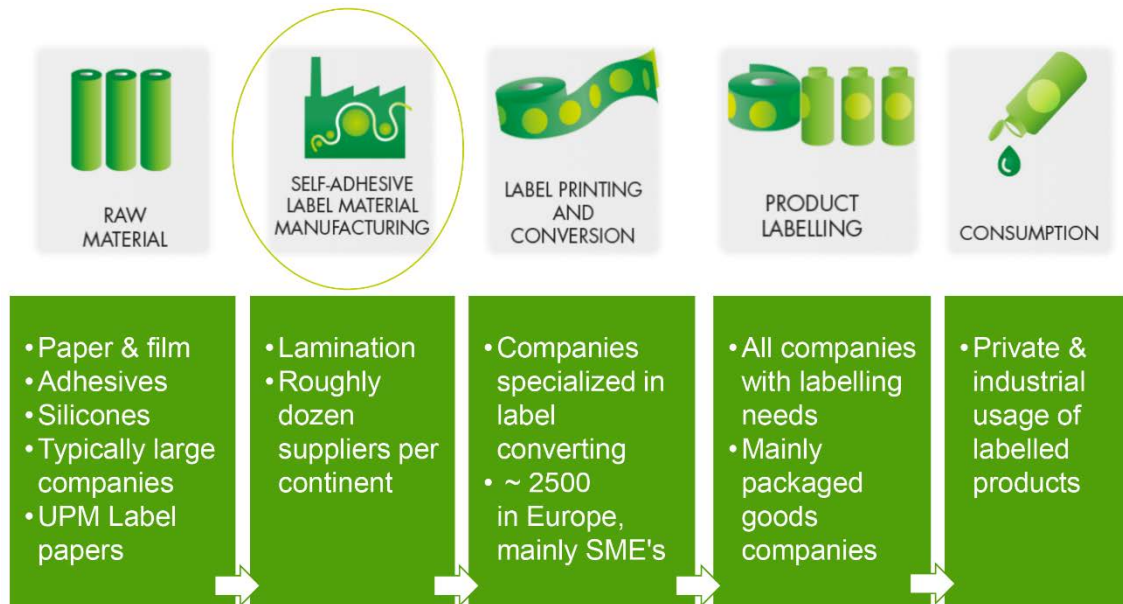 RAW
MATERIAL
SELF-ADHESIVE
LABEL MATERIAL
MANUFACTURING
LABEL PRINTING
AND
CONVERSION
PRODUCT
LABELLING
CONSUMPTION
•Paper & film
•Adhesives
•Silicones
•Typically large
companies
•UPM Label
papers
•Lamination
•Roughly
dozen
suppliers per
continent
•Companies
specialized in
label
converting
• ~ 2500
in Europe,
mainly SME's
•All companies
with labelling
needs
•Mainly
packaged
goods
companies
•Private &
industrial
usage of
labelled
products